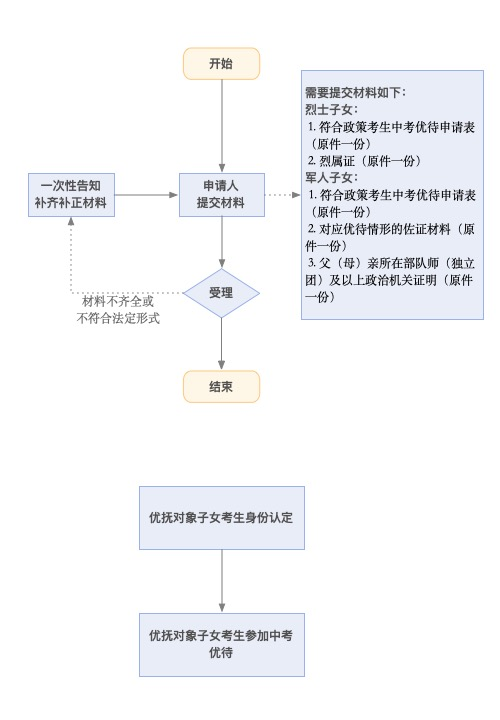 开始
需要提交材料如下：
烈士子女：
1. 符合政策考生中考优待申请表
（原件一份）
2. 烈属证（原件一份）
军人子女：
1. 符合政策考生中考优待申请表
（原件一份）
2. 对应优待情形的佐证材料（原
件一份）
3. 父（母）亲所在部队师（独立
团）及以上政治机关证明（原件
一份）
一次性告知
补齐补正材料
申请人
提交材料
受理
材料不齐全或
不符合法定形式
结束
优抚对象子女考生身份认定
优抚对象子女考生参加中考
优待